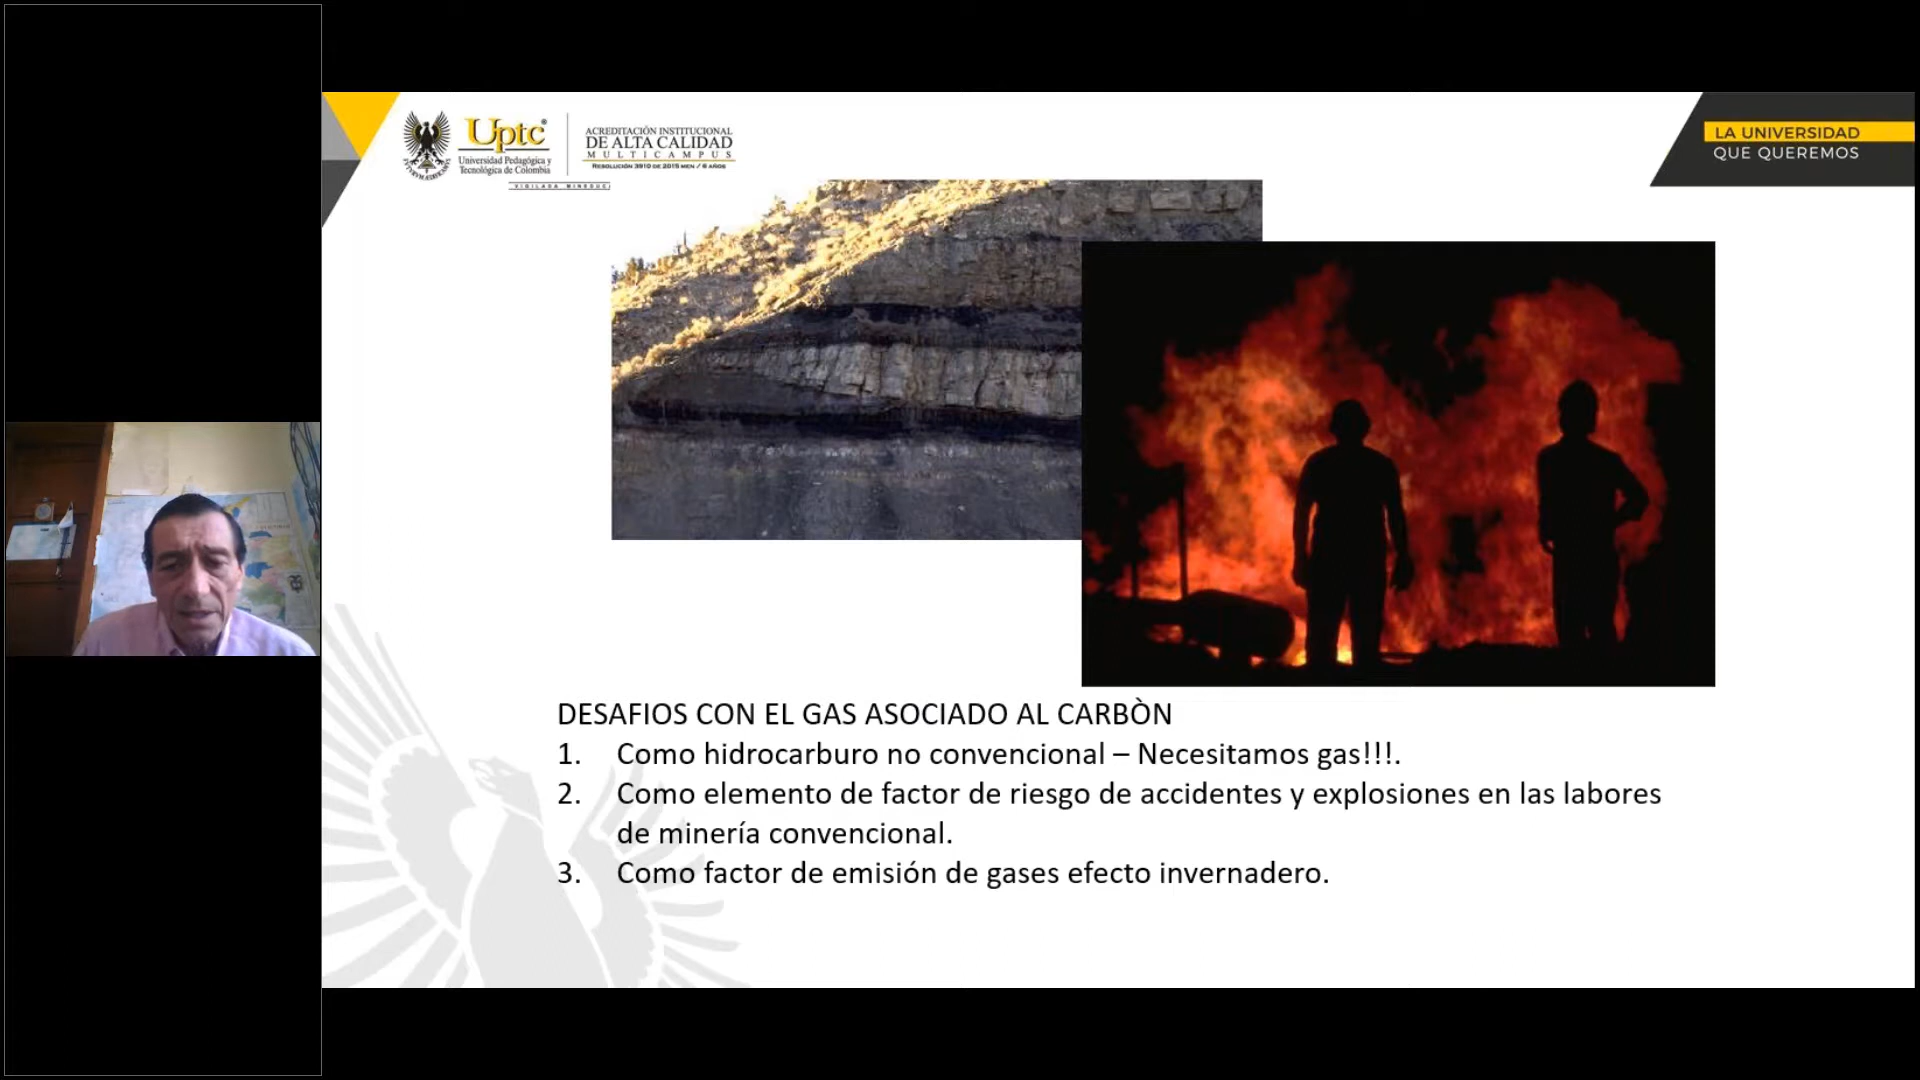 Uptc
Universidad Pedagógica y
Tecnológica de Colombia
VIGILADA MINEDUC
ACREDITACIÓN INSTITUCIONAL
DE ALTA CALIDAD
MULTICAMPUS
RESOLUCIÓN 3910 DE 2015 MEN / 6 AÑOS
LA UNIVERSIDAD
QUE QUEREMOS
DESAFIOS CON EL GAS ASOCIADO AL CARBÒN
1. Como hidrocarburo no convencional – Necesitamos gas!!!.
2. Como elemento de factor de riesgo de accidentes y explosiones en las labores
de minería convencional.
3. Como factor de emisión de gases efecto invernadero.